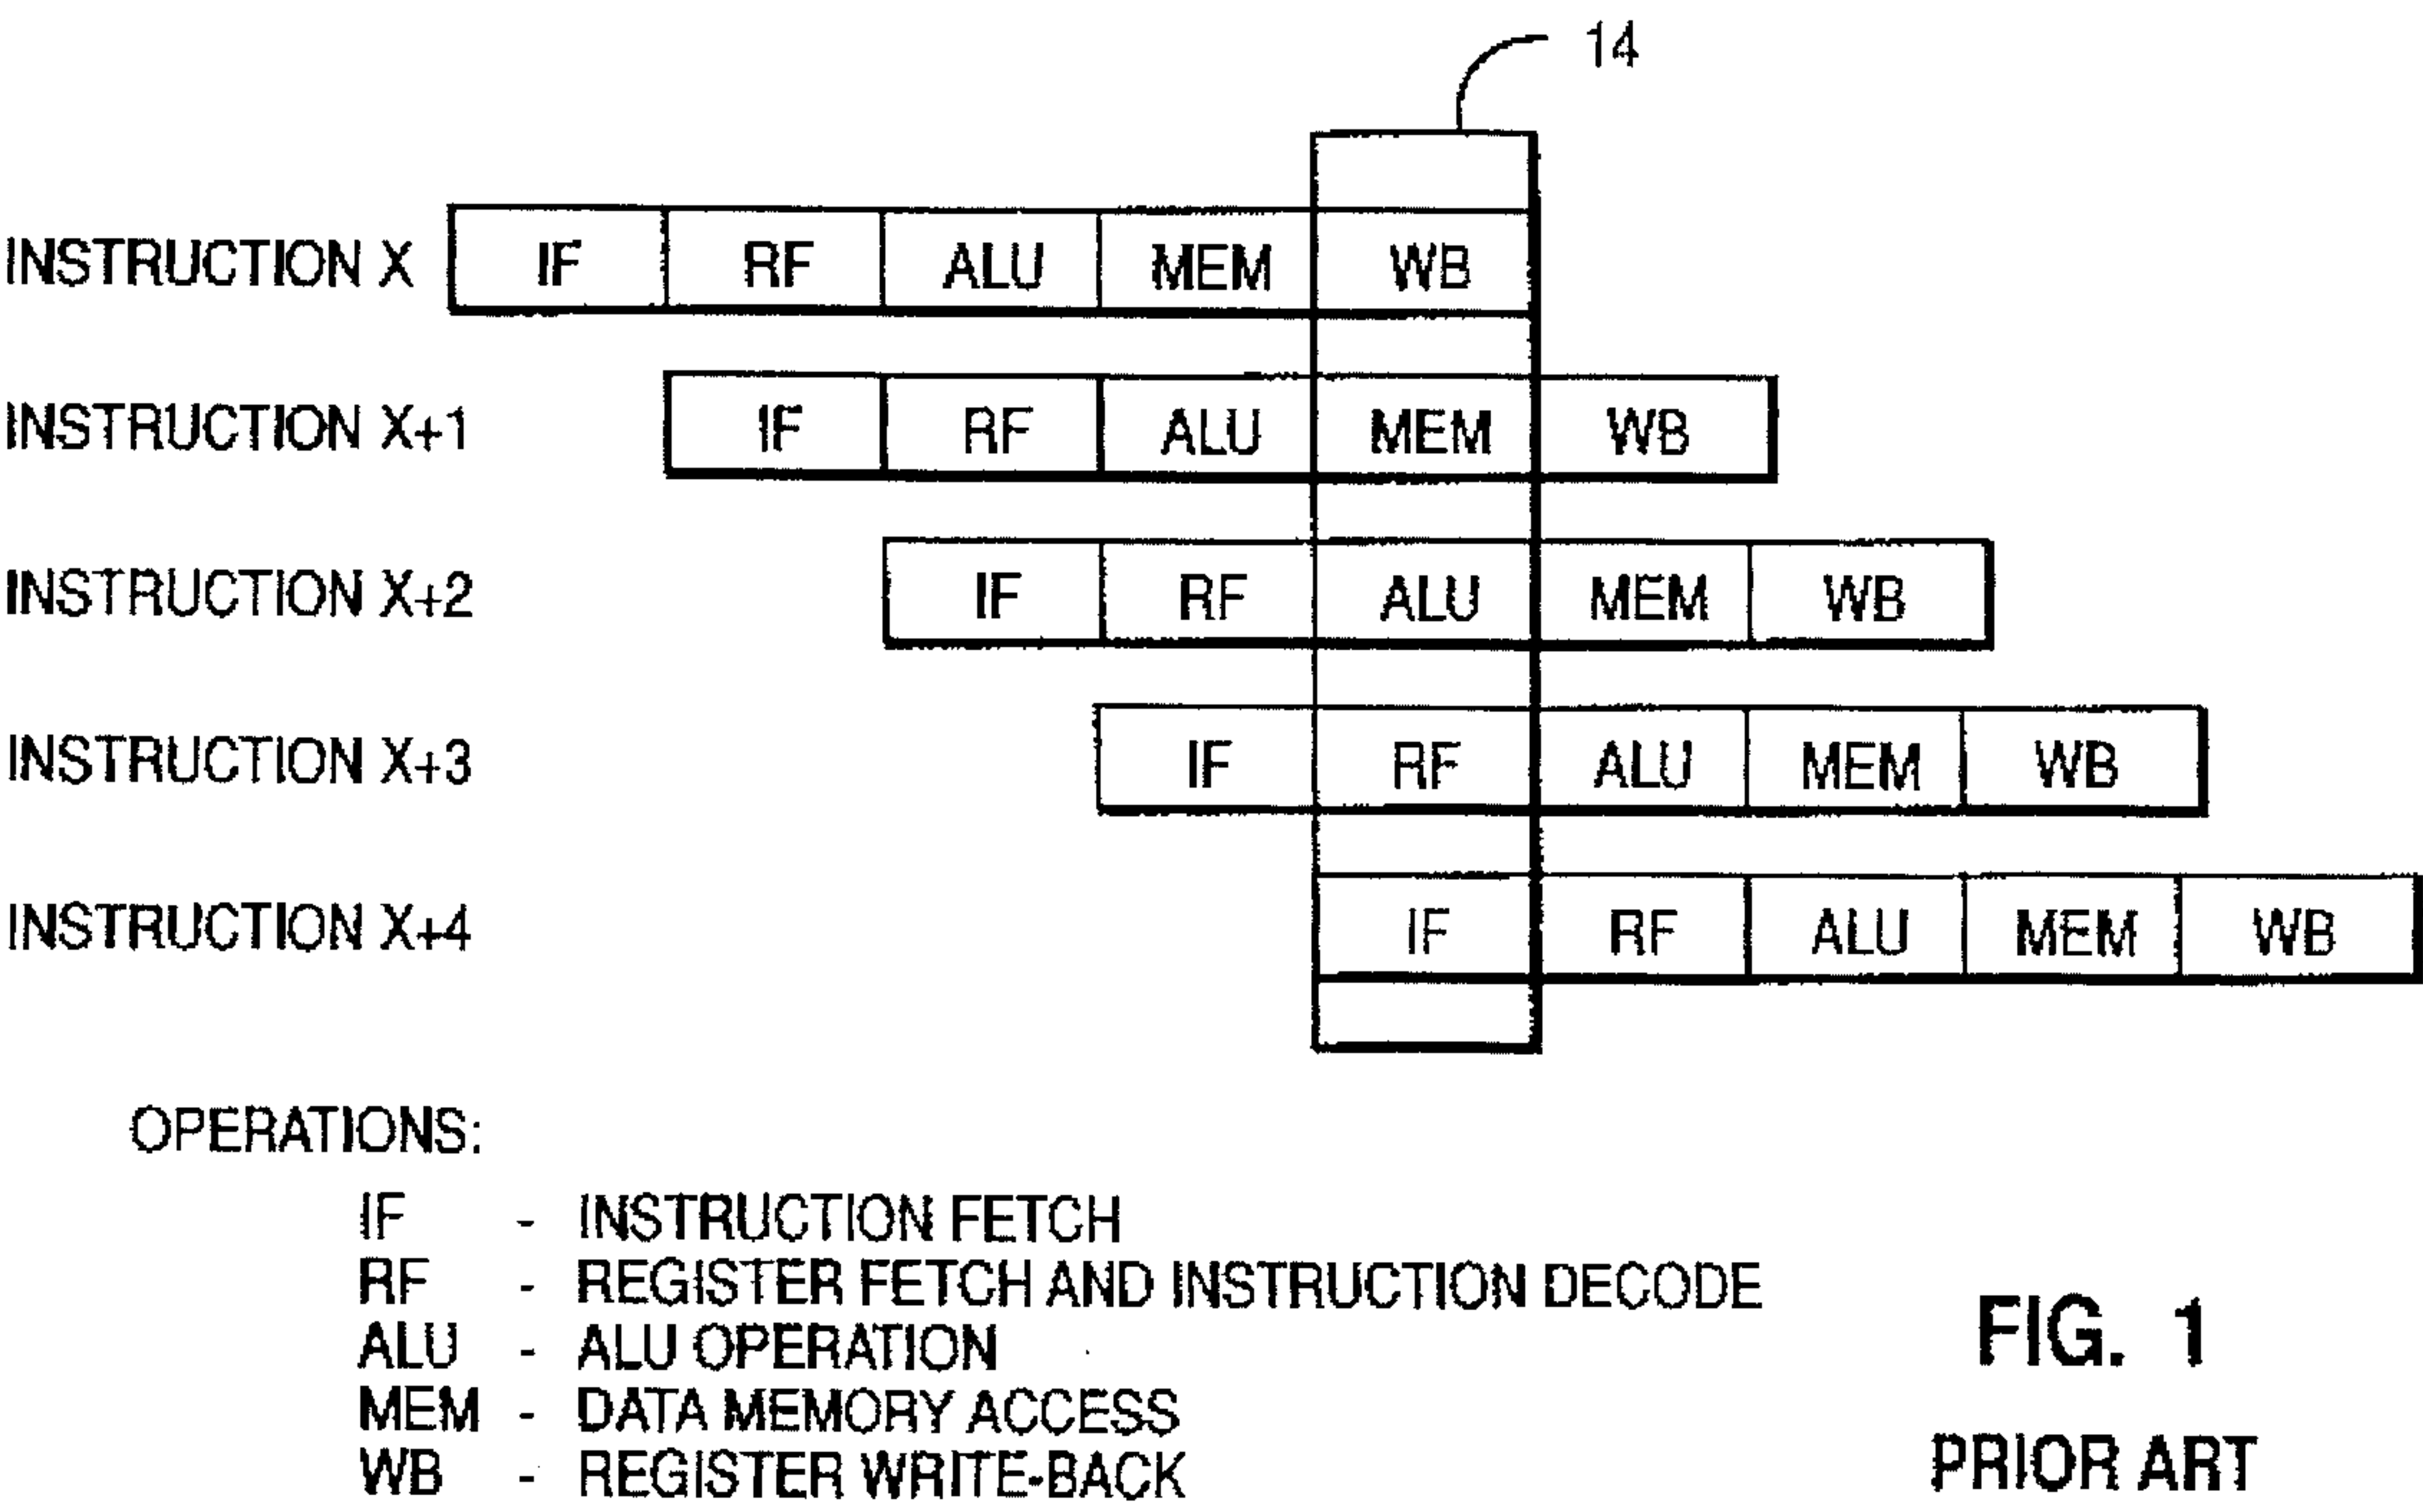 14
INSTRUCTION X IF RF ALU MEM WB
INSTRUCTION X+1 IF RF ALU MEM WB
INSTRUCTION X+2 IF RF ALU MEM WB
INSTRUCTION X+3 IF RF ALU MEM WB
INSTRUCTION X+4 IF RF ALU MEM WB
OPERATIONS:
IF - INSTRUCTION FETCH
RF - REGISTER FETCH AND INSTRUCTION DECODE
ALU - ALU OPERATION
MEM - DATA MEMORY ACCESS
WB - REGISTER WRITE-BACK
FIG. 1
PRIOR ART